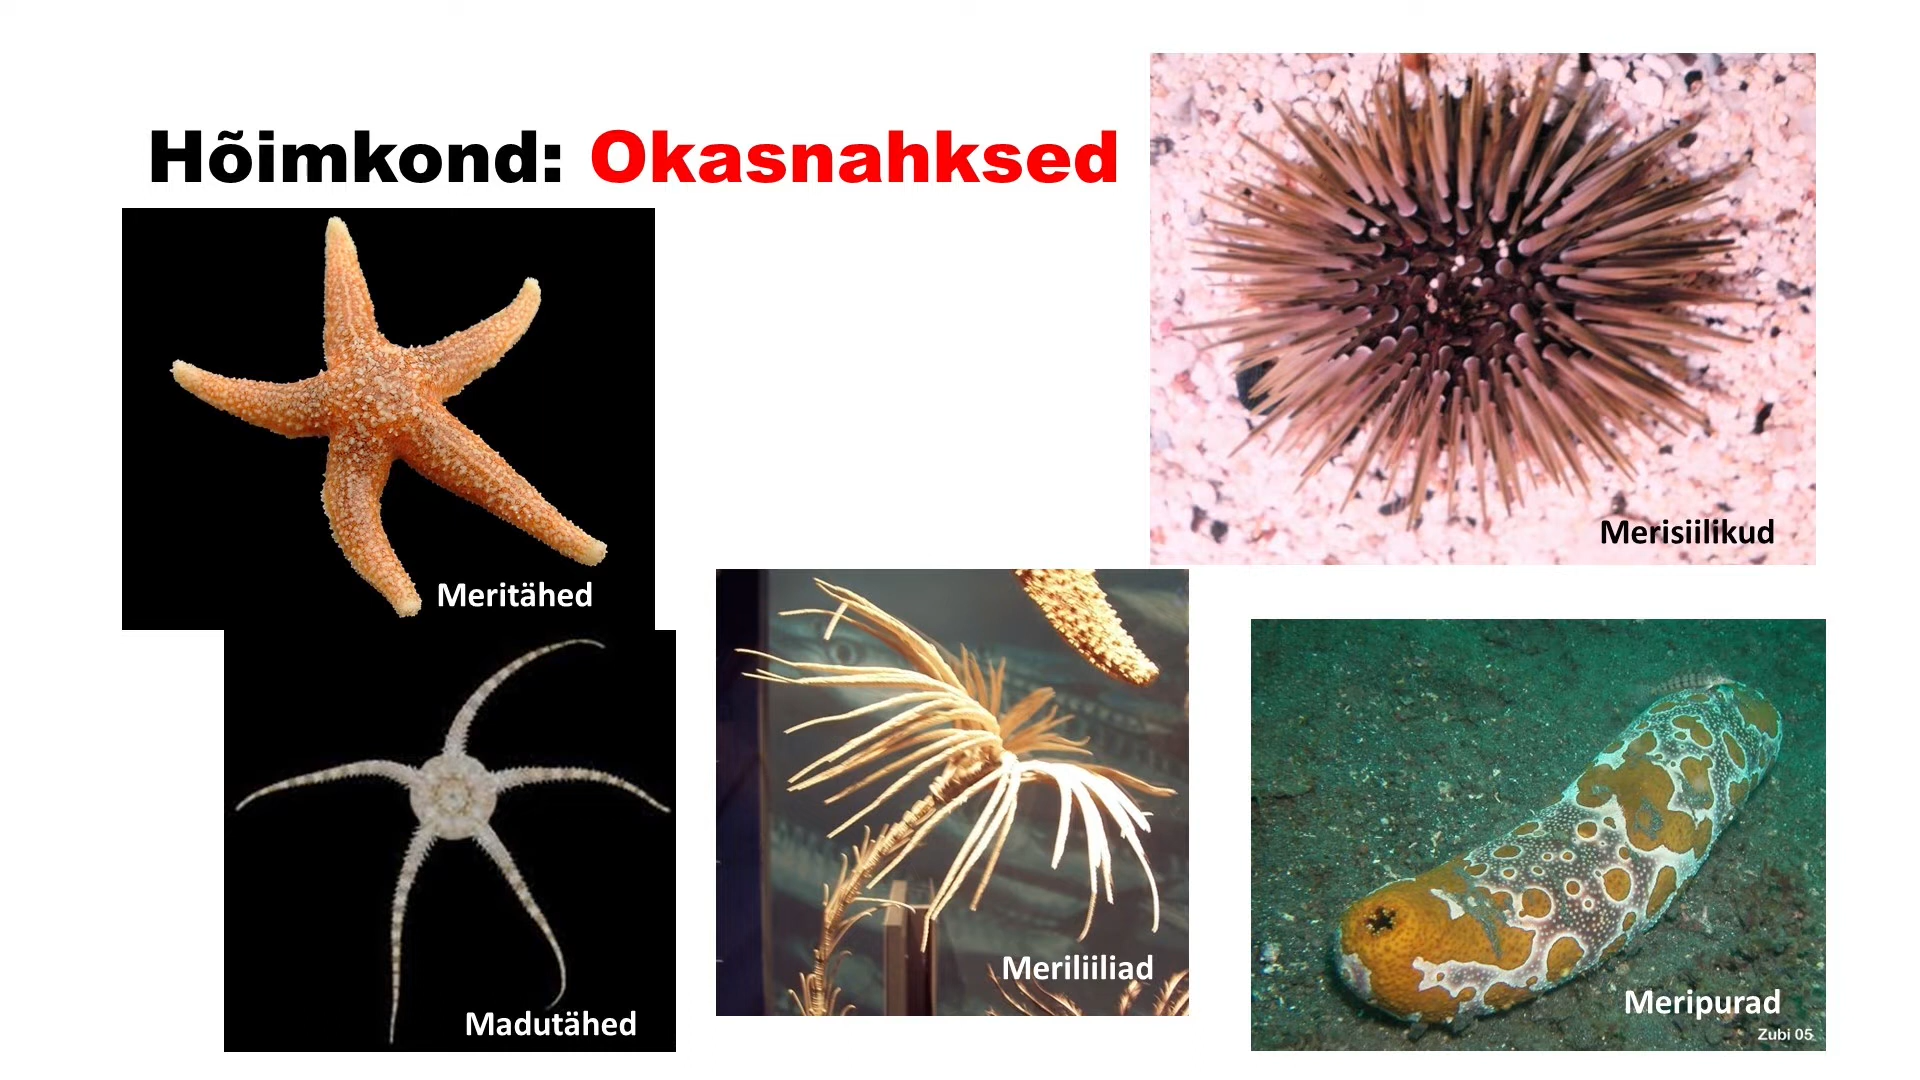 Hõimkond: Okasnahksed
Meritähed
Merisiilikud
Madutähed
Meriliiliad
Meripurad
Zubi 05